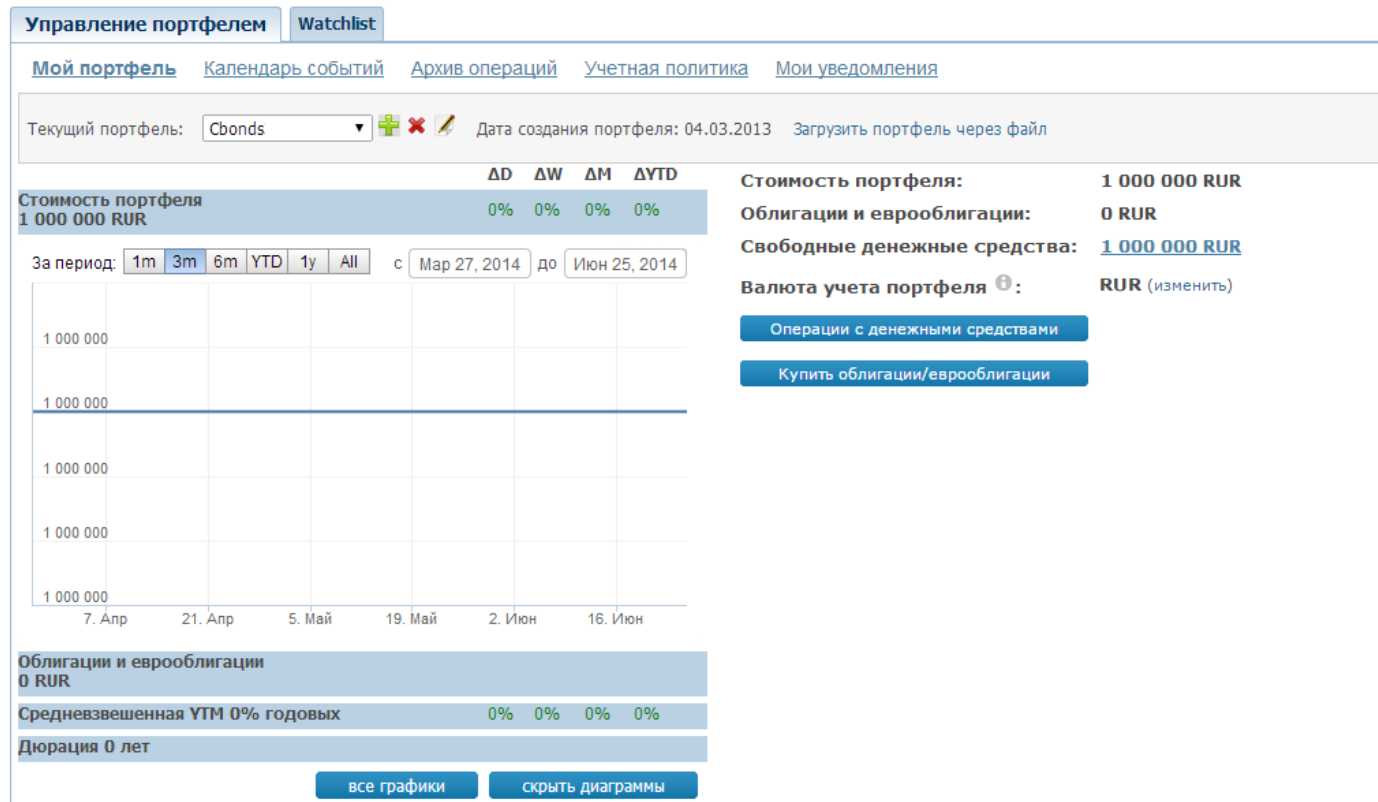 Управление портфелем Watchlist
Мой портфель Календарь событий Архив операций Учетная политика Мои уведомления
Текущий портфель: Cbonds Дата создания портфеля: 04.03.2013 Загрузить портфель через файл
ΔD ΔW ΔM ΔYTD
Стоимость портфеля
1 000 000 RUR 0% 0% 0% 0%
За период: 1m 3m 6m YTD 1y All с Мар 27, 2014 до Июн 25, 2014
1 000 000
1 000 000
1 000 000
1 000 000
1 000 000
7. Апр 21. Апр 5. Май 19. Май 2. Июн 16. Июн
Облигации и еврооблигации
0 RUR
Средневзвешенная YTM 0% годовых 0% 0% 0% 0%
Дюрация 0 лет
все графики скрыть диаграммы
Стоимость портфеля: 1 000 000 RUR
Облигации и еврооблигации: 0 RUR
Свободные денежные средства: 1 000 000 RUR
Валюта учета портфеля i : RUR (изменить)
Операции с денежными средствами
Купить облигации/еврооблигации